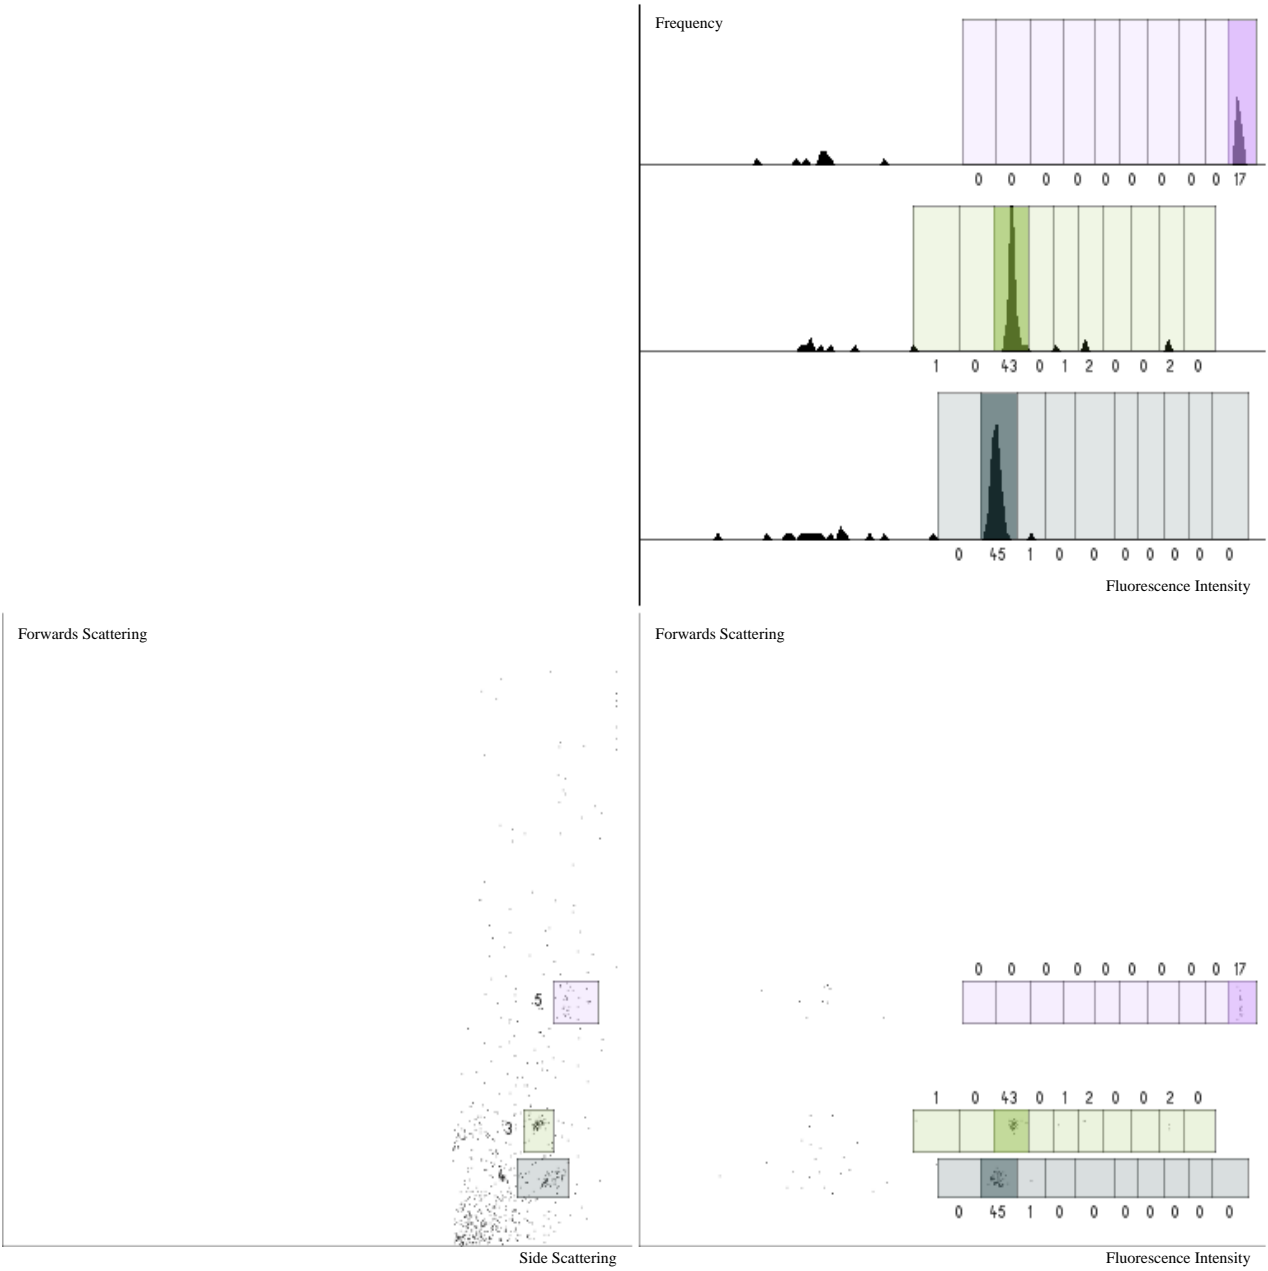 Frequency
0 0 0 0 0 0 0 0 0 17
1 0 43 0 1 2 0 0 2 0
0 45 1 0 0 0 0 0 0 0
Fluorescence Intensity
Forwards Scattering
5
3
Side Scattering
Forwards Scattering
0 0 0 0 0 0 0 0 0 17
1 0 43 0 1 2 0 0 2 0
0 45 1 0 0 0 0 0 0 0
Fluorescence Intensity